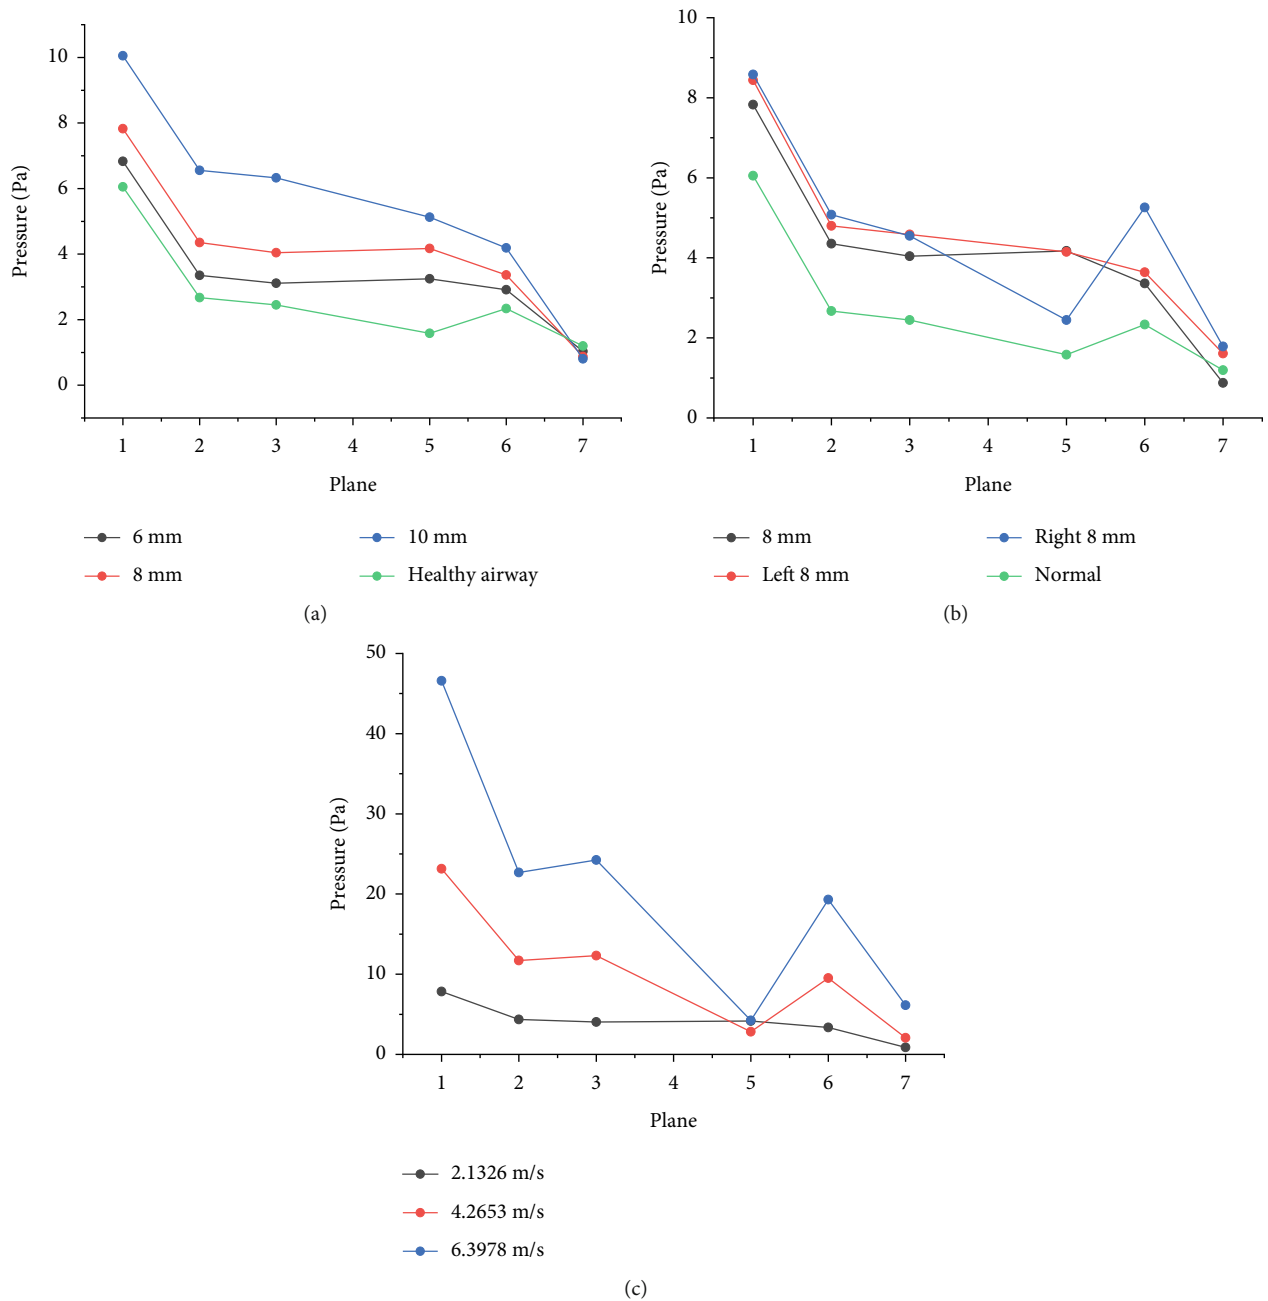 10
8
6
4
2
0
Pressure (Pa)
1 2 3 4 5 6 7
Plane
6 mm
10 mm
8 mm
Healthy airway
(a)
10
8
6
4
2
0
Pressure (Pa)
1 2 3 4 5 6 7
Plane
8 mm
Right 8 mm
Left 8 mm
Normal
(b)
50
40
30
20
10
0
Pressure (Pa)
1 2 3 4 5 6 7
Plane
2.1326 m/s
4.2653 m/s
6.3978 m/s
(c)